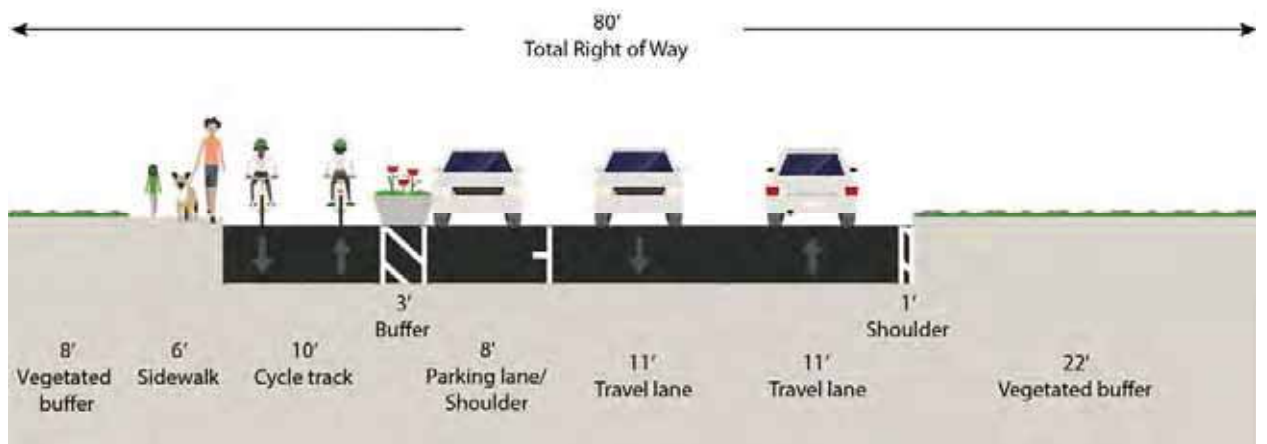 80’
Total Right of Way
3’
Buffer
1’
Shoulder
8’
Vegetated
buffer
6’
Sidewalk
10’
Cycle track
8’
Parking lane/
Shoulder
11’
Travel lane
11’
Travel lane
22’
Vegetated buffer